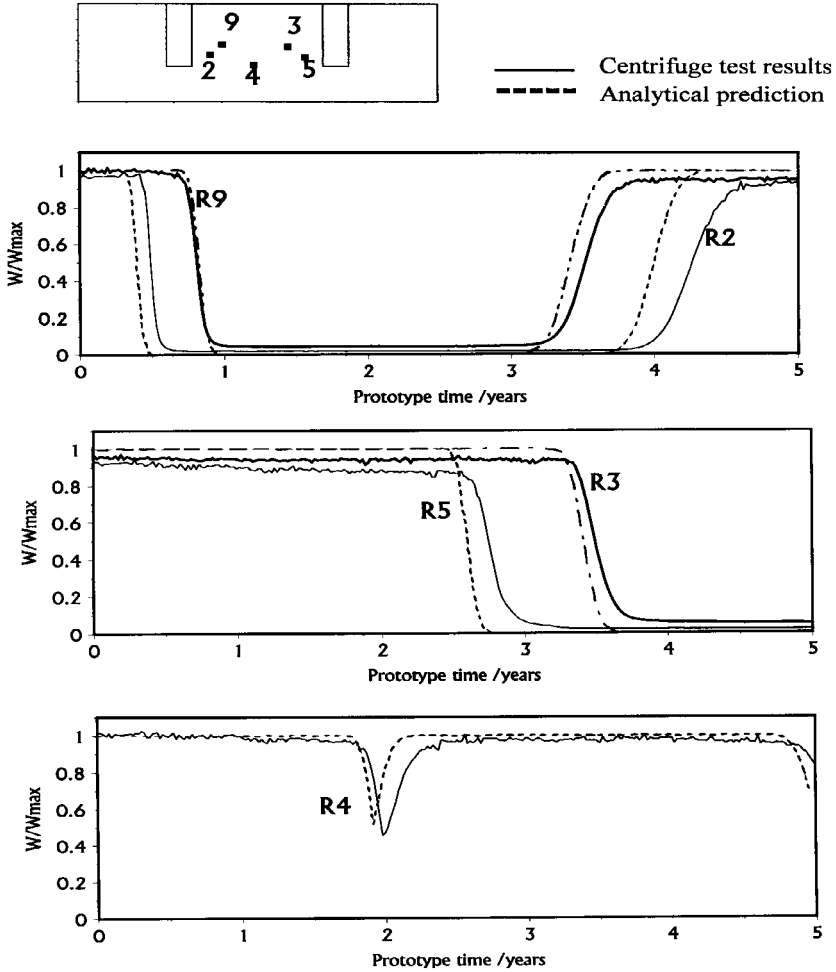 9
3
2
4
5
Centrifuge test results
Analytical prediction
1
0.8
0.6
0.4
0.2
0
W/Wmax
R9
R2
0 1 2 3 4 5
Prototype time /years
1
0.8
0.6
0.4
0.2
0
W/Wmax
R5
R3
0 1 2 3 4 5
Prototype time /years
1
0.8
0.6
0.4
0.2
0
W/Wmax
R4
0 1 2 3 4 5
Prototype time /years